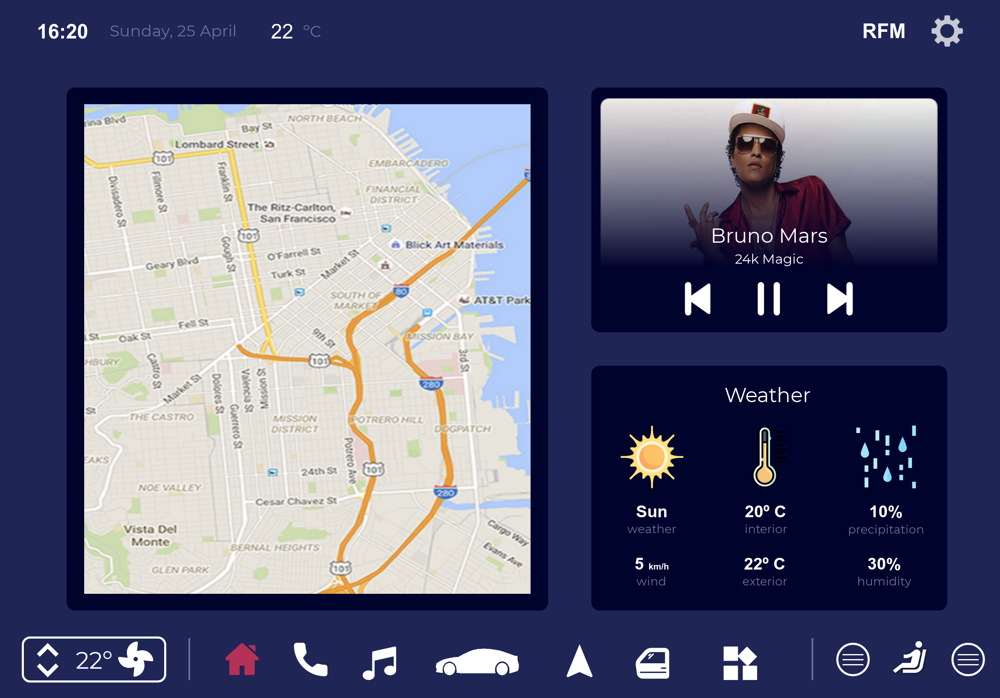 16:20 Sunday, 25 April 22 °C RFM
NORTH BEACH
Bay St
Lombard Street
101
EMBARCADERO
Divisadero St
Fillmore St
Franklin St
FINANCIAL
DISTRICT
The Ritz-Carlton,
San Francisco
101
Blick Art Materials
Gough St
O'Farrell St
Geary Blvd
Market St
Turk St
80
SOUTH OF
MARKET
AT&T Park
Fell St
Oak St
St
9th St
MISSION BAY
3rd St
101
HBURY
Castro St
Market St
Dolores St
Valencia St
Mission St
280
Guerrero St
St
THE CASTRO
MISSION
DISTRICT
POTRERO HILL
DOGPATCH
Potrero Ave
EAKS
24th St
101
NOE VALLEY
280
Cesar Chavez St
Vista Del
Monte
Cargo Way
Evans Ave
BERNAL HEIGHTS
GLEN PARK
101
Bruno Mars
24k Magic
Weather
Sun 20º C 10%
weather interior precipitation
5 km/h 22º C 30%
wind exterior humidity
22°